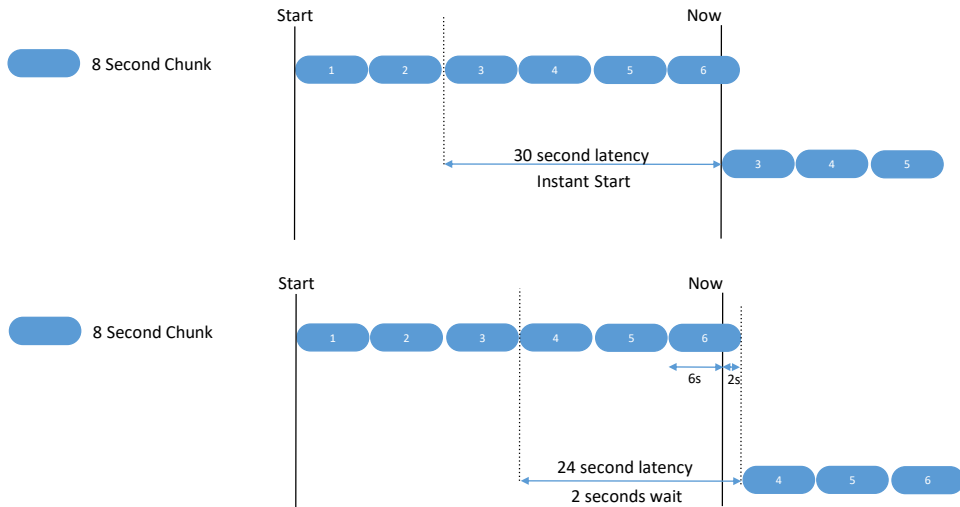 Start
Now
8 Second Chunk
1
2
3
4
5
6
30 second latency
Instant Start
3
4
5
Start
Now
8 Second Chunk
1
2
3
4
5
6
6s
2s
24 second latency
2 seconds wait
4
5
6